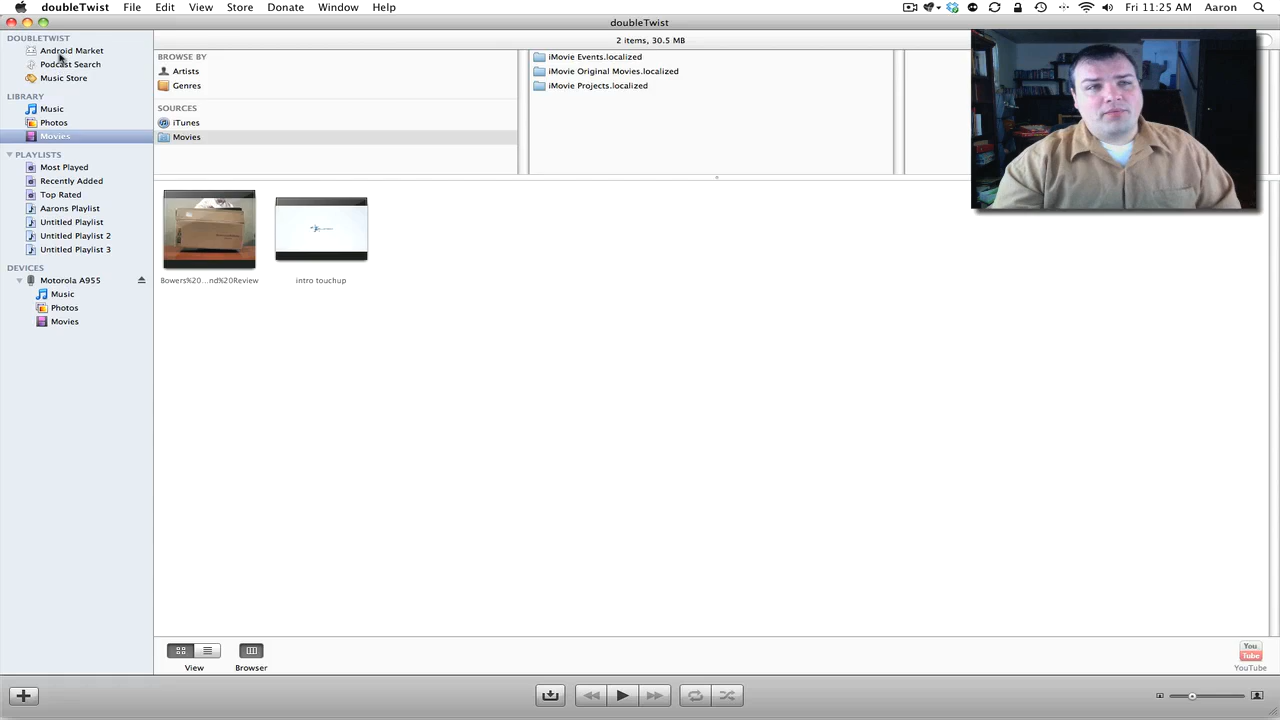 doubleTwist File Edit View Store Donate Window Help Fri 11:25 AM Aaron
doubleTwist
2 items, 30.5 MB
DOUBLETWIST
Android Market
Podcast Search
Music Store
LIBRARY
Music
Photos
Movies
PLAYLISTS
Most Played
Recently Added
Top Rated
Aarons Playlist
Untitled Playlist
Untitled Playlist 2
Untitled Playlist 3
DEVICES
Motorola A955
Music
Photos
Movies
BROWSE BY
Artists
Genres
SOURCES
iTunes
Movies
iMovie Events.localized
iMovie Original Movies.localized
iMovie Projects.localized
Bowers%20...nd%20Review
intro touchup
View
Browser
You
Tube
YouTube